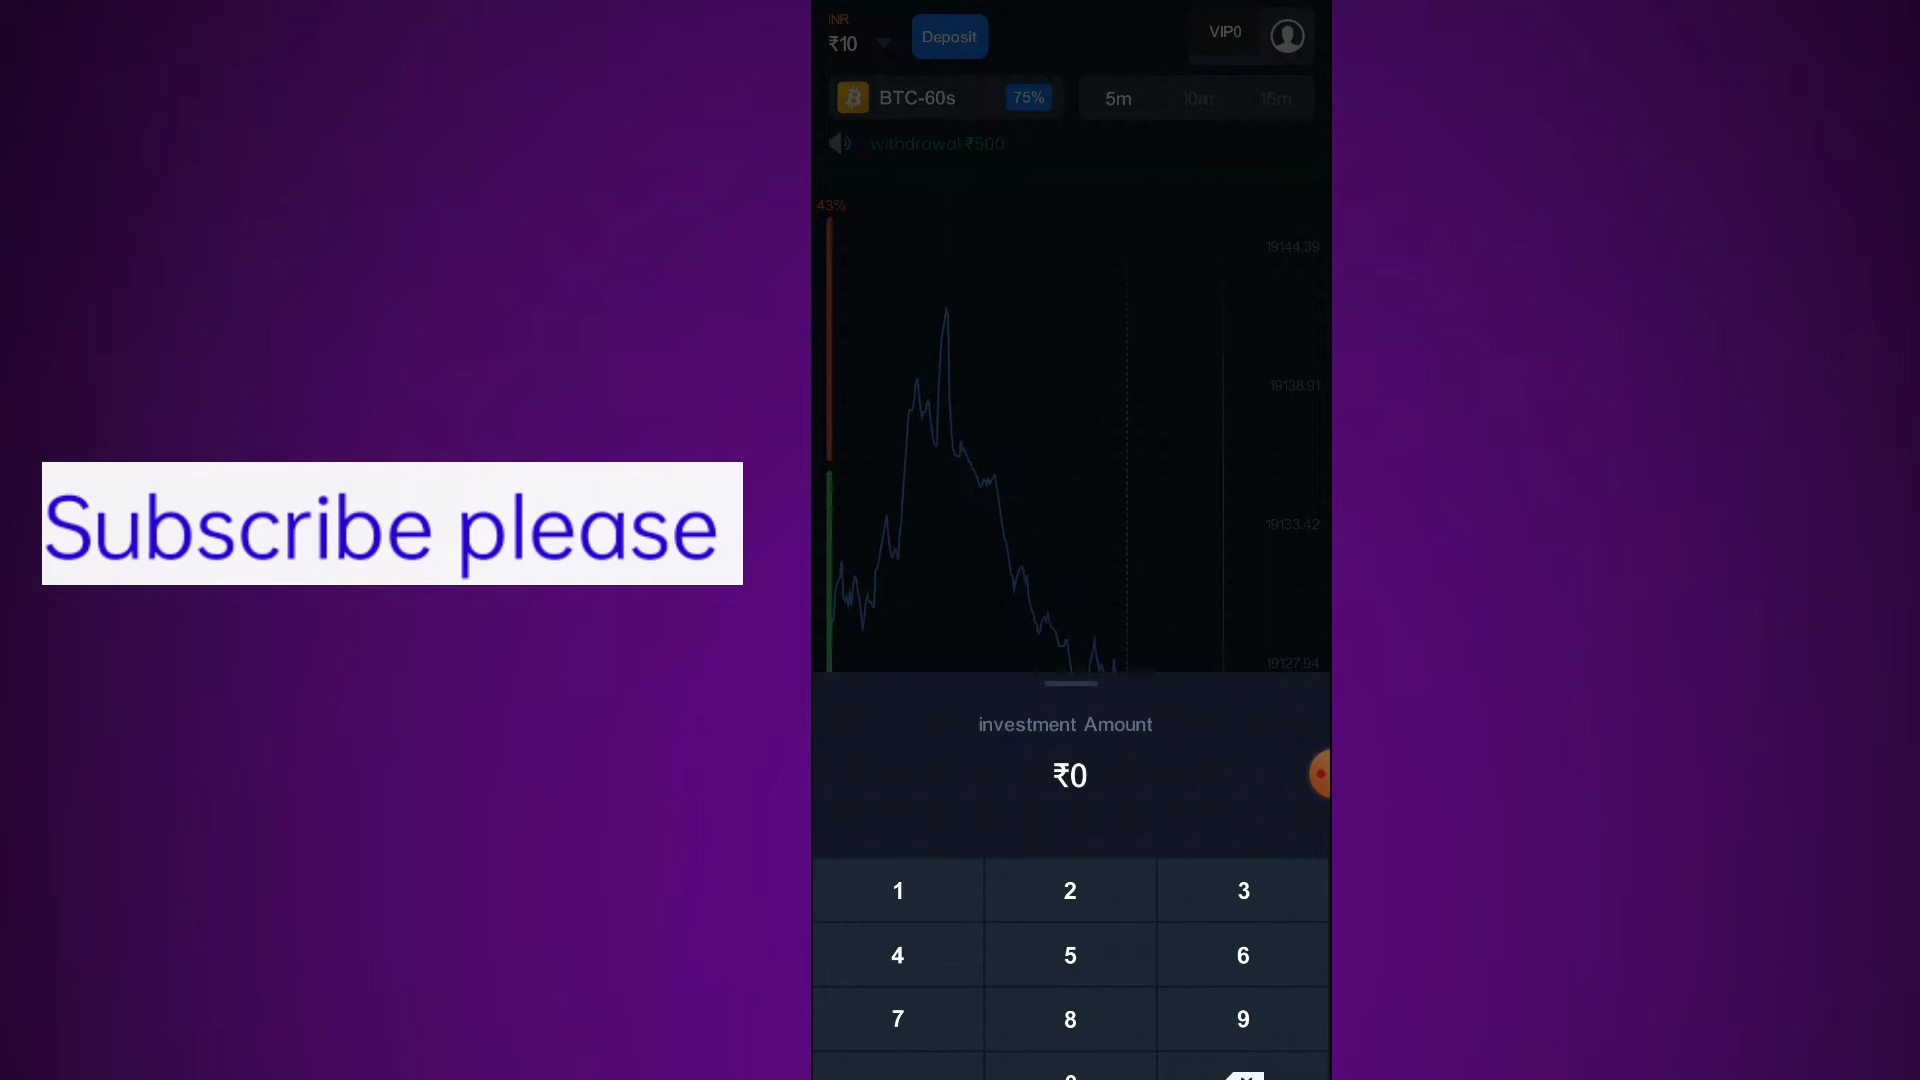 INR
₹10
Deposit
VIP0
BTC-60s 75%
5m 10m 15m
withdrawal ₹500
43%
19144.39
19138.91
19133.42
19127.94
Subscribe please
investment Amount
₹0
1 2 3
4 5 6
7 8 9